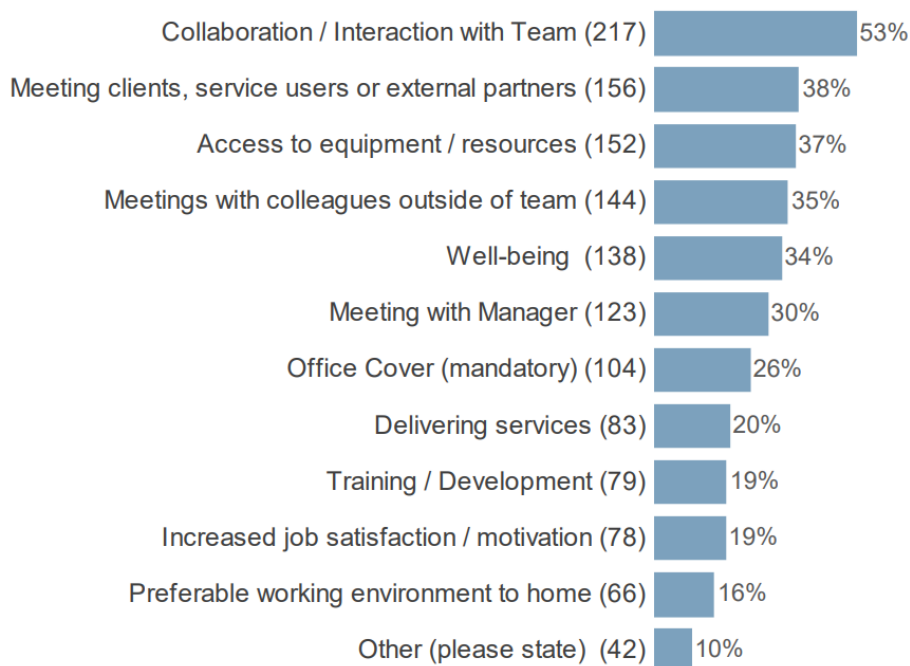 Collaboration / Interaction with Team (217) 53%
Meeting clients, service users or external partners (156) 38%
Access to equipment / resources (152) 37%
Meetings with colleagues outside of team (144) 35%
Well-being (138) 34%
Meeting with Manager (123) 30%
Office Cover (mandatory) (104) 26%
Delivering services (83) 20%
Training / Development (79) 19%
Increased job satisfaction / motivation (78) 19%
Preferable working environment to home (66) 16%
Other (please state) (42) 10%